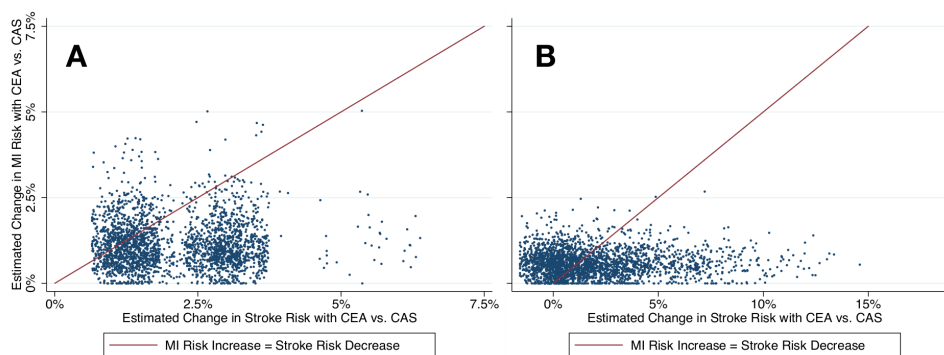 A
B
Estimated Change in MI Risk with CEA vs. CAS
7.5%
5%
2.5%
0%
0%
2.5%
5%
7.5%
0%
5%
10%
15%
Estimated Change in Stroke Risk with CEA vs. CAS
Estimated Change in Stroke Risk with CEA vs. CAS
MI Risk Increase = Stroke Risk Decrease
MI Risk Increase = Stroke Risk Decrease